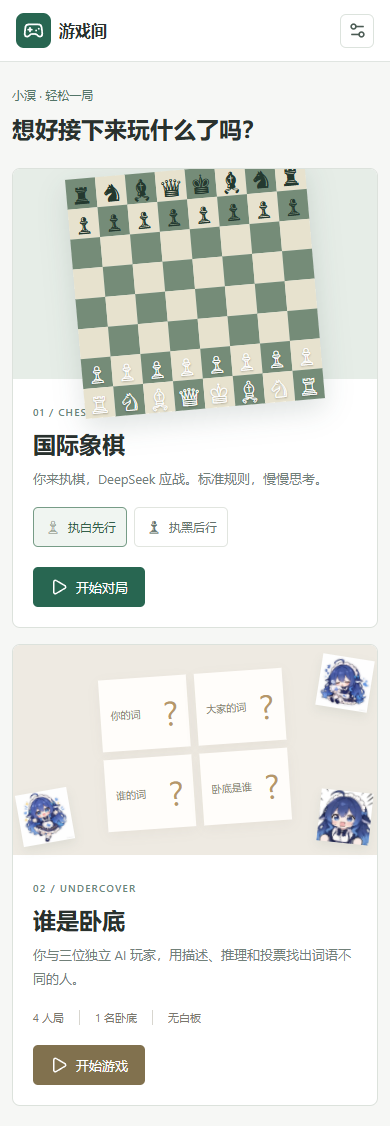 游戏间
小溟 · 轻松一局
想好接下来玩什么了吗？
01 / CHES
国际象棋
你来执棋，DeepSeek 应战。标准规则，慢慢思考。
执白先行
执黑后行
开始对局
你的词 ?
大家的词 ?
谁的词 ?
卧底是谁 ?
02 / UNDERCOVER
谁是卧底
你与三位独立 AI 玩家，用描述、推理和投票找出词语不
同的人。
4 人局
1 名卧底
无白板
开始游戏